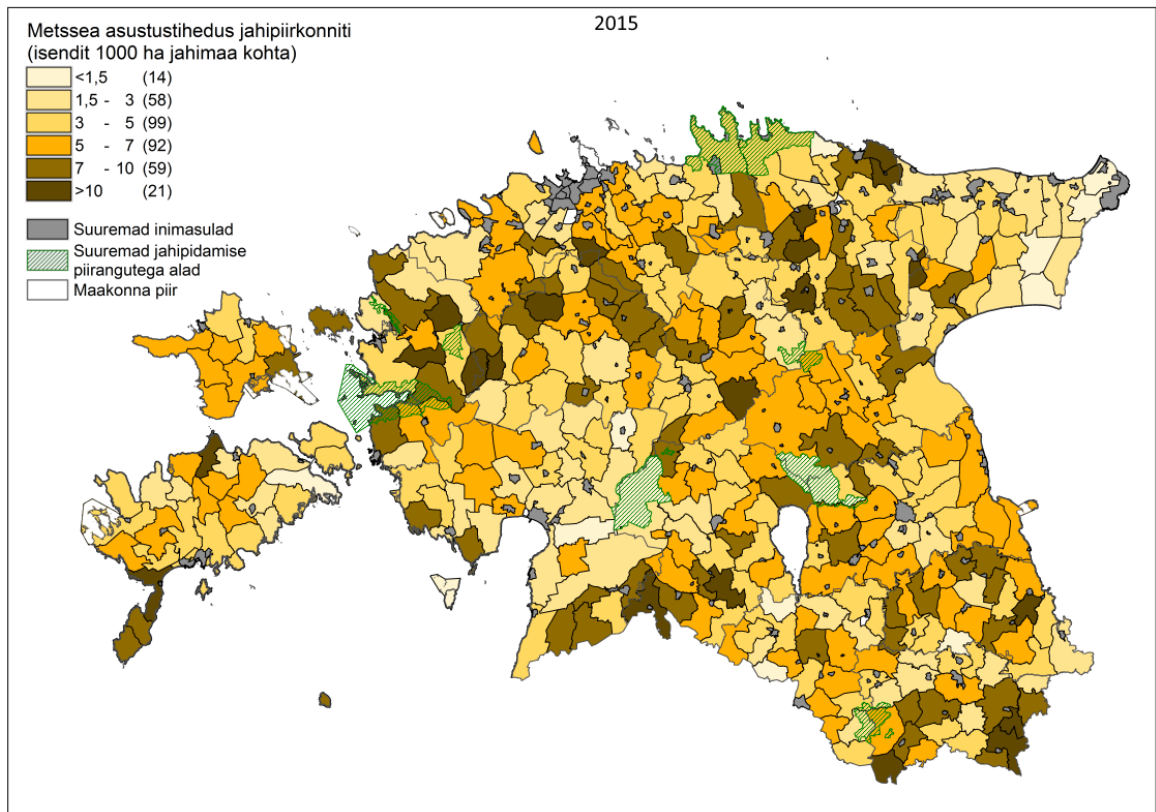 2015
Metssea asustustihedus jahipiirkonniti
(isendit 1000 ha jahimaa kohta)
<1,5 (14)
1,5 - 3 (58)
3 - 5 (99)
5 - 7 (92)
7 - 10 (59)
>10 (21)
Suuremad inimasulad
Suuremad jahipidamise
piirangutega alad
Maakonna piir